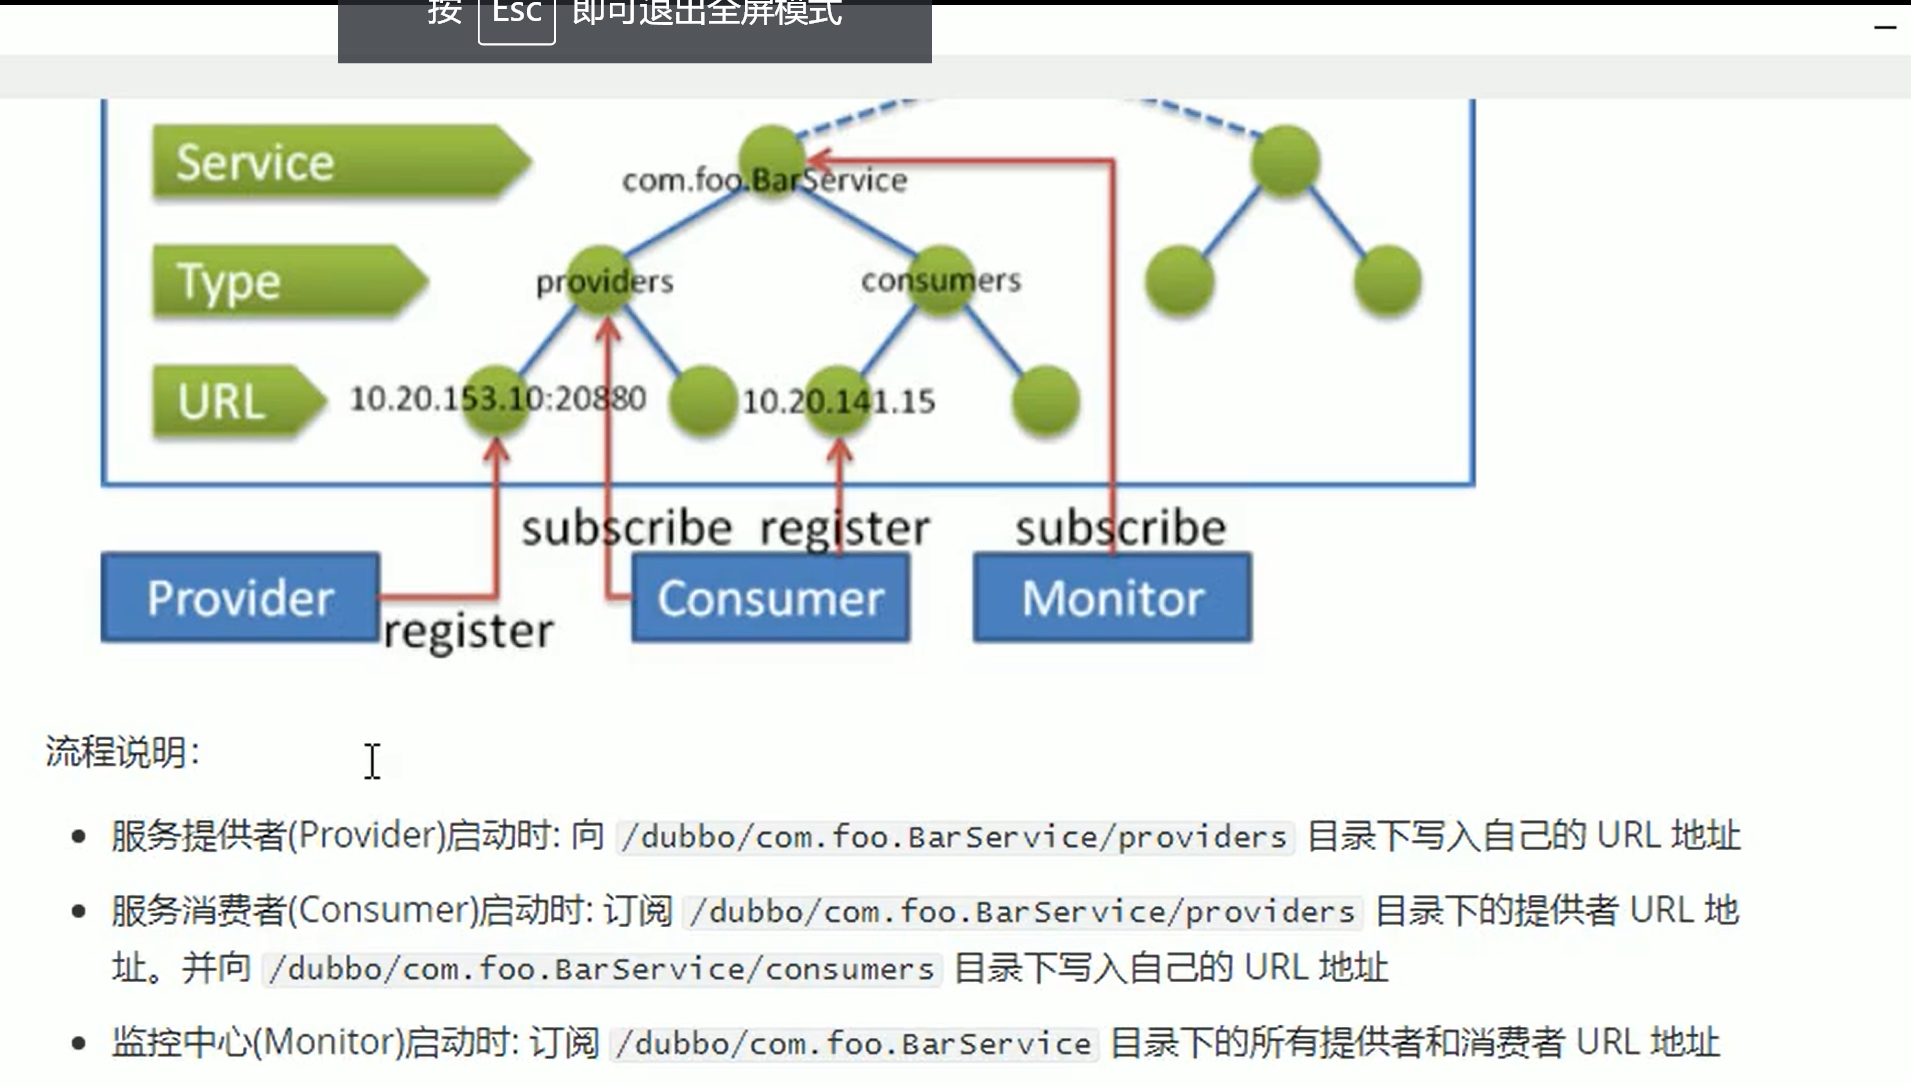 按 Esc 即可退出全屏模式
Service
com.foo.BarService
Type
providers
consumers
URL
10.20.153.10:20880
10.20.141.15
subscribe
register
subscribe
Provider
Consumer
Monitor
register
流程说明:
服务提供者(Provider)启动时: 向 /dubbo/com.foo.BarService/providers 目录下写入自己的 URL 地址
服务消费者(Consumer)启动时: 订阅 /dubbo/com.foo.BarService/providers 目录下的提供者 URL 地
址。并向 /dubbo/com.foo.BarService/consumers 目录下写入自己的 URL 地址
监控中心(Monitor)启动时: 订阅 /dubbo/com.foo.BarService 目录下的所有提供者和消费者 URL 地址